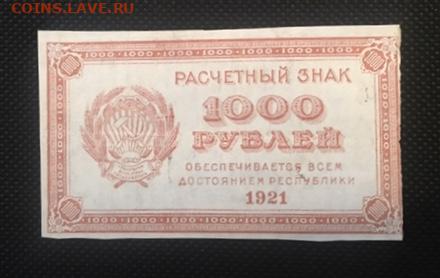 COINS.LAVE.RU
РАСЧЕТНЫЙ ЗНАК
1000
РУБЛЕЙ
ОБЕСПЕЧИВАЕТСЯ ВСЕМ
ДОСТОЯНИЕМ РЕСПУБЛИКИ
1921